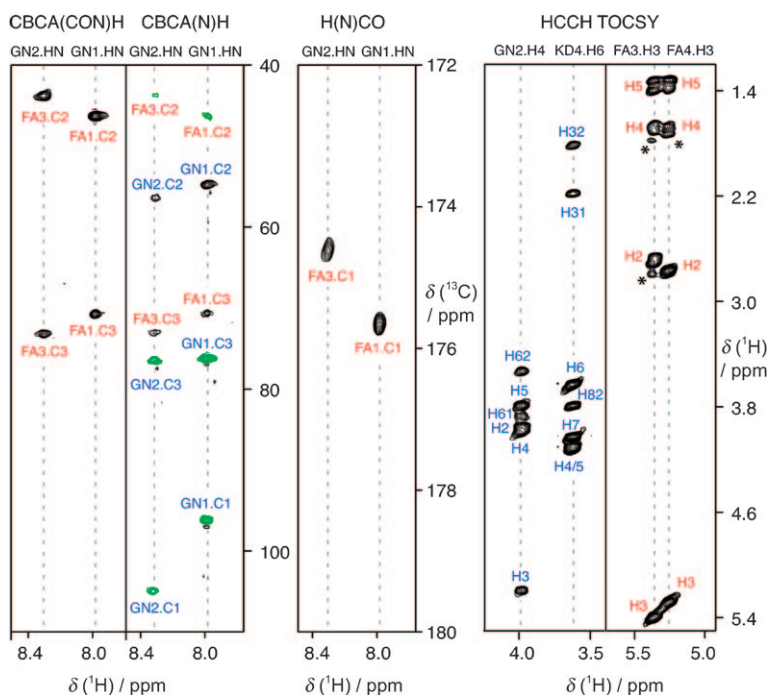 CBCA(CON)H CBCA(N)H H(N)CO HCCH TOCSY
GN2.HN GN1.HN GN2.HN GN1.HN GN2.HN GN1.HN GN2.H4 KD4.H6 FA3.H3 FA4.H3
40
60
80
100
8.4 8.0 8.4 8.0
δ (¹H) / ppm δ (¹H) / ppm
FA3.C2
FA1.C2
FA1.C3
FA3.C3
FA3.C2
FA1.C2
GN1.C2
GN2.C2
FA1.C3
FA3.C3
GN1.C3
GN2.C3
GN1.C1
GN2.C1
172
174
δ (¹³C)
/ ppm
176
178
180
FA3.C1
FA1.C1
8.4 8.0
δ (¹H) / ppm
H62
H5
H61
H2
H4
H3
H32
H31
H6
H82
H7
H4/5
H5 H5
H4 H4
* *
H2
H2
*
H3
H3
1.4
2.2
3.0
δ (¹H)
/ ppm
3.8
4.6
5.4
4.0 3.5 5.5 5.0
δ (¹H) / ppm δ (¹H) / ppm